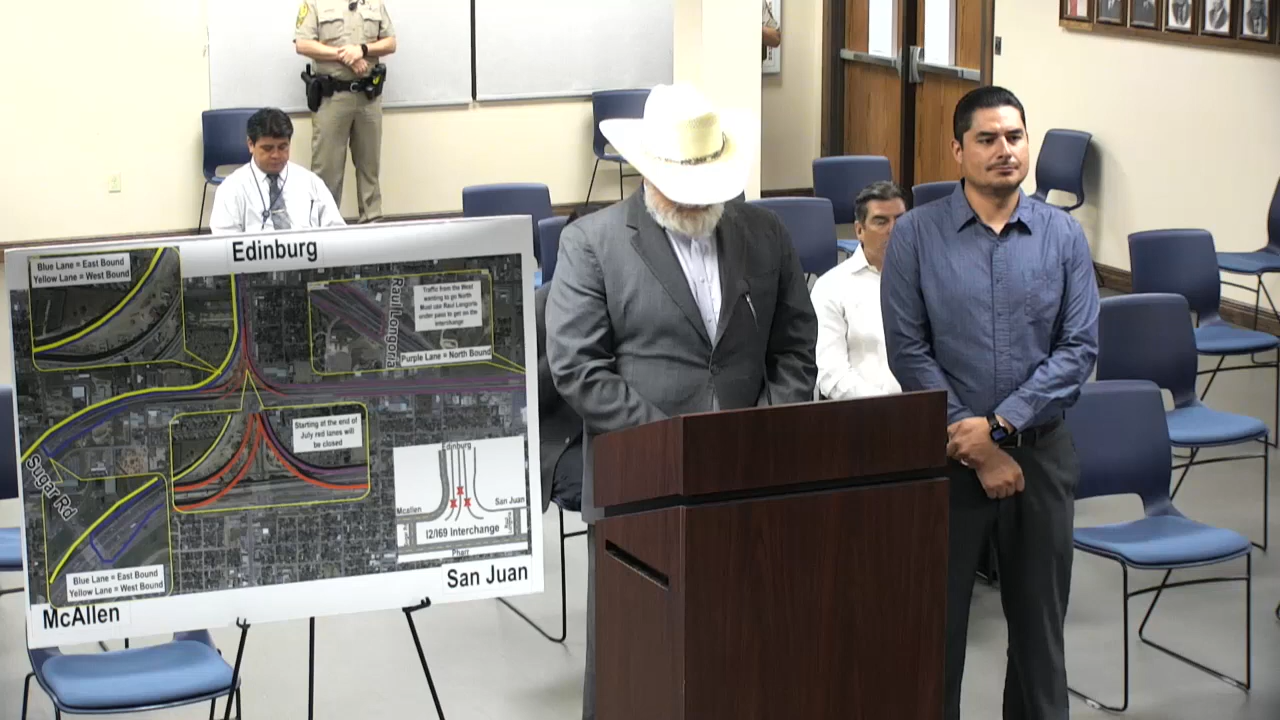 Edinburg
Blue Lane = East Bound
Yellow Lane = West Bound
Raul Longoria
Traffic from the West
wanting to go North
Must use Raul Longoria
under pass to get on the
interchange
Purple Lane = North Bound
Starting at the end of
July red lanes will
be closed
Sugar Rd
Edinburg
Mcallen
San Juan
I2/I69 Interchange
Pharr
Blue Lane = East Bound
Yellow Lane = West Bound
McAllen
San Juan